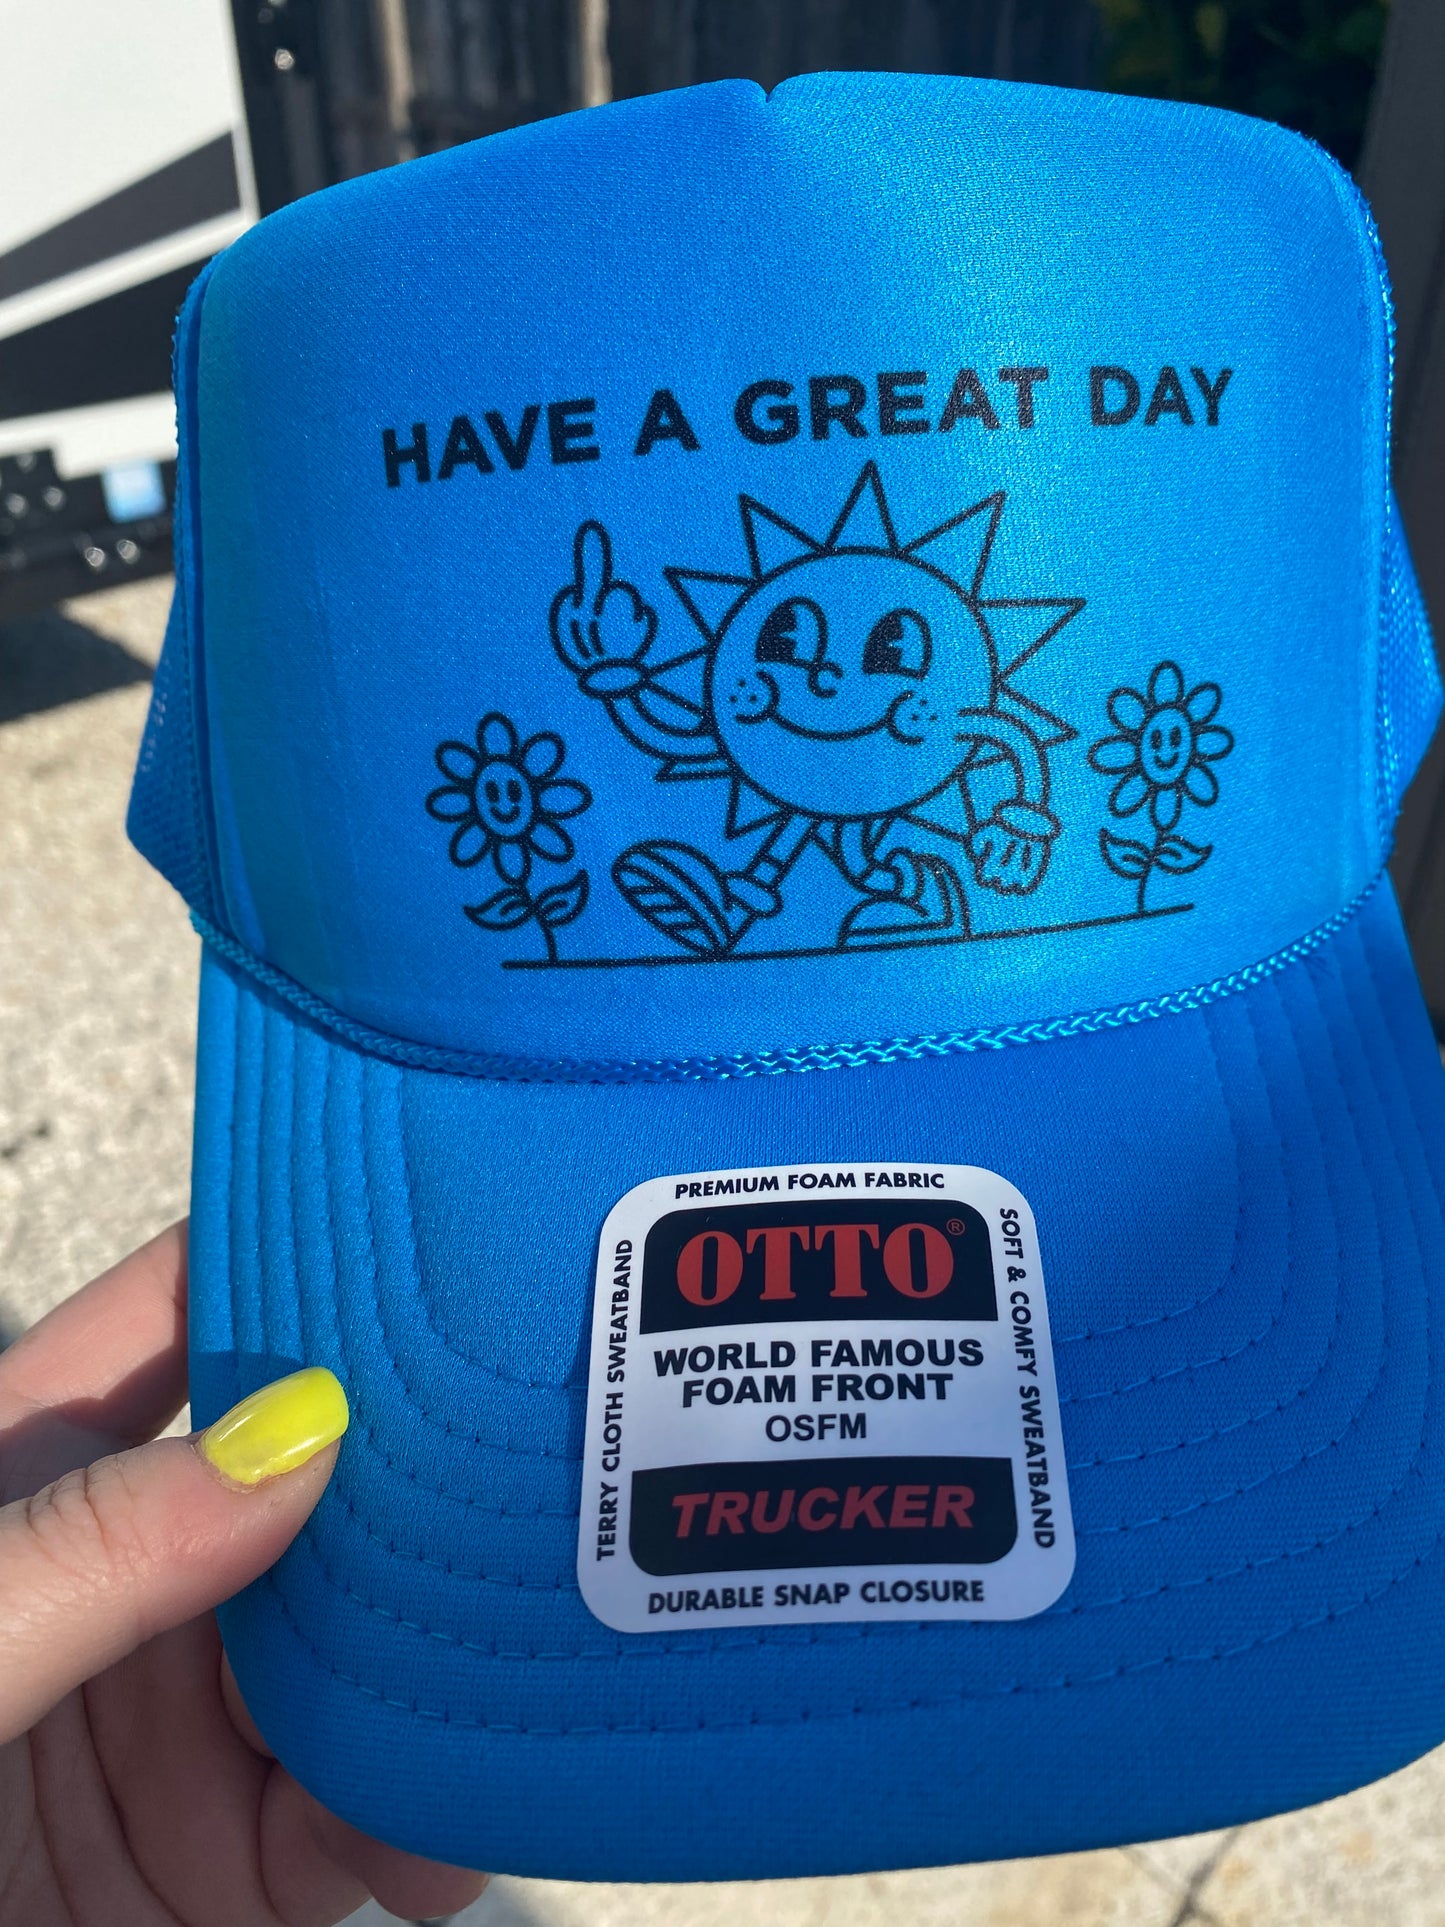 HAVE A GREAT DAY
PREMIUM FOAM FABRIC
OTTO®
WORLD FAMOUS
FOAM FRONT
OSFM
TRUCKER
DURABLE SNAP CLOSURE
TERRY CLOTH SWEATBAND
SOFT & COMFY SWEATBAND